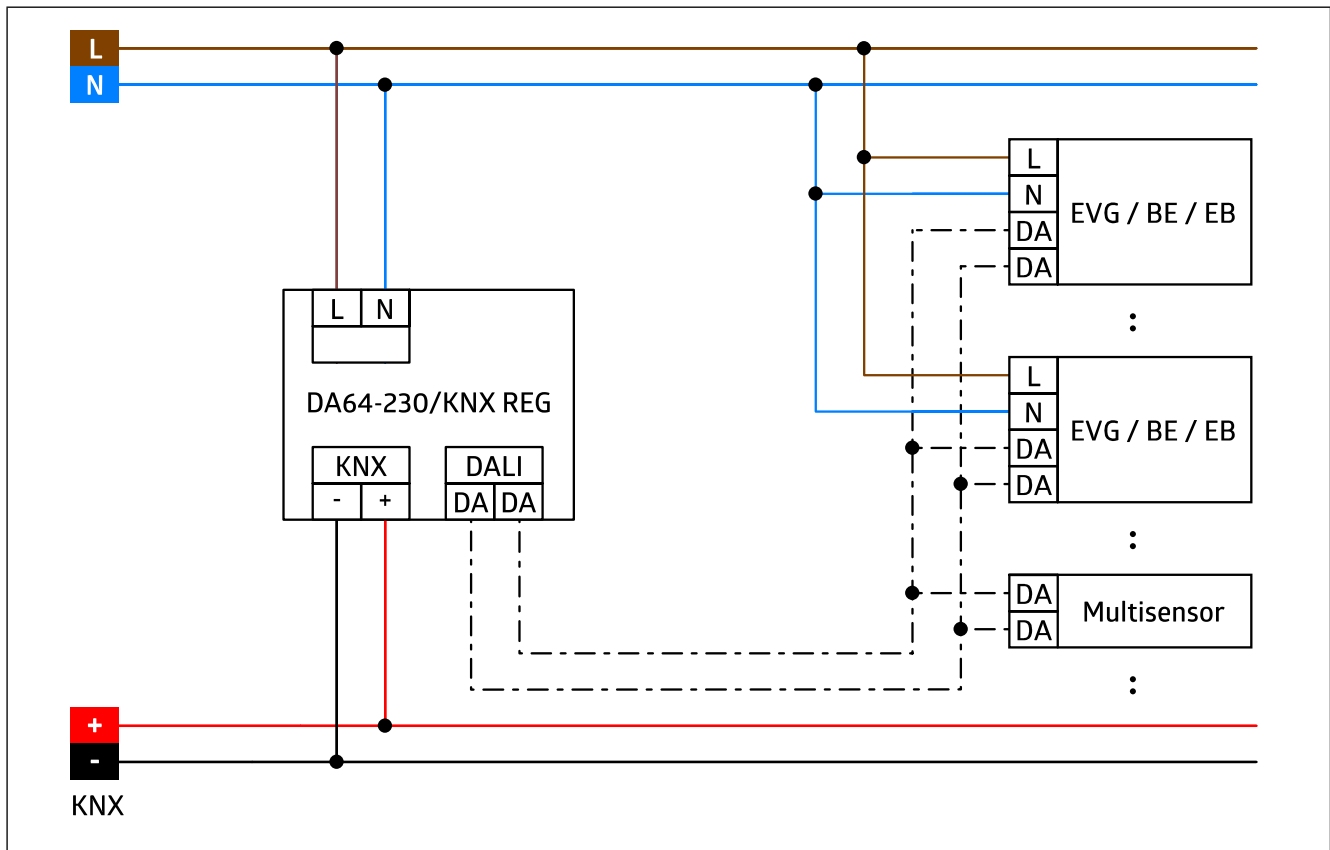 L
N
L
N
EVG / BE / EB
DA
DA
L N
DA64-230/KNX REG
L
N
EVG / BE / EB
DA
DA
KNX DALI
- + DA DA
DA
Multisensor
DA
:
:
:
+
-
KNX